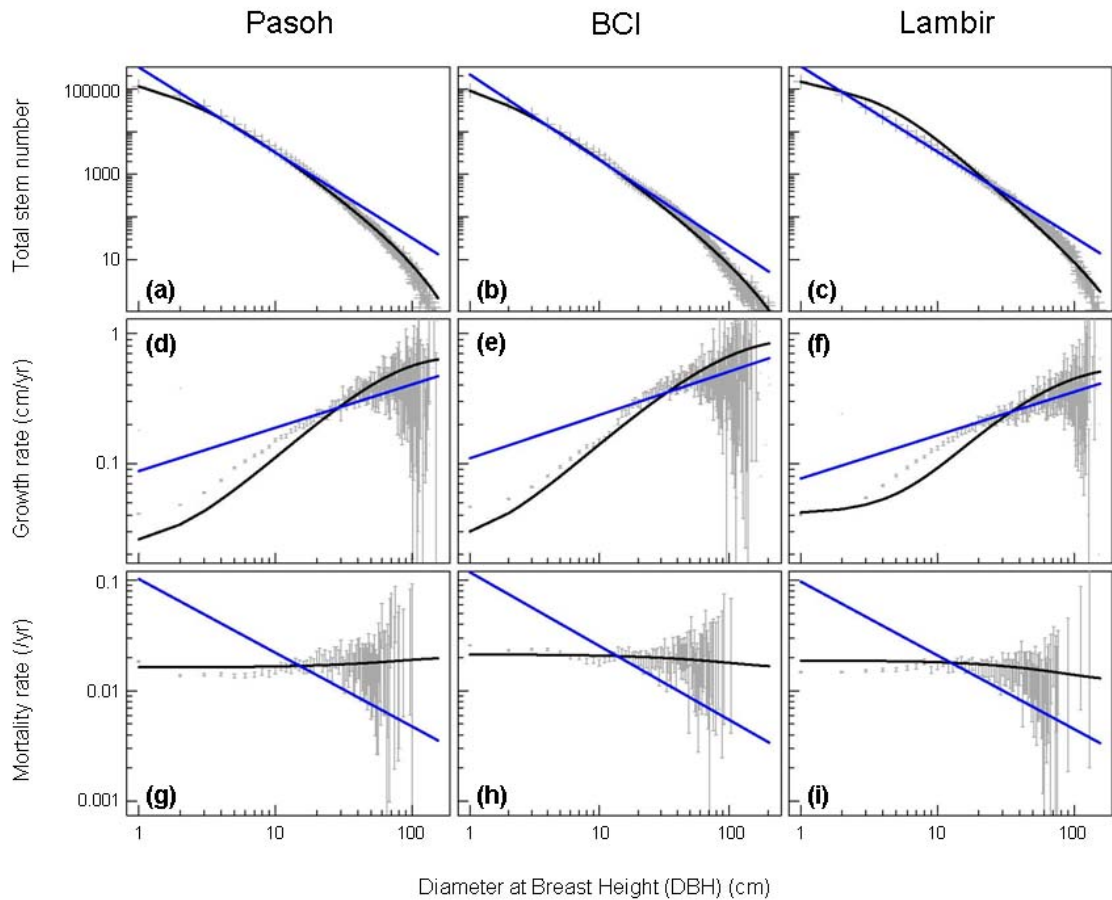 Pasoh BCI Lambir
Total stem number
100000
1000
10
(a) (b) (c)
Growth rate (cm/yr)
1
0.1
(d) (e) (f)
Mortality rate (/yr)
0.1
0.01
0.001
(g) (h) (i)
1 10 100 1 10 100 1 10 100
Diameter at Breast Height (DBH) (cm)